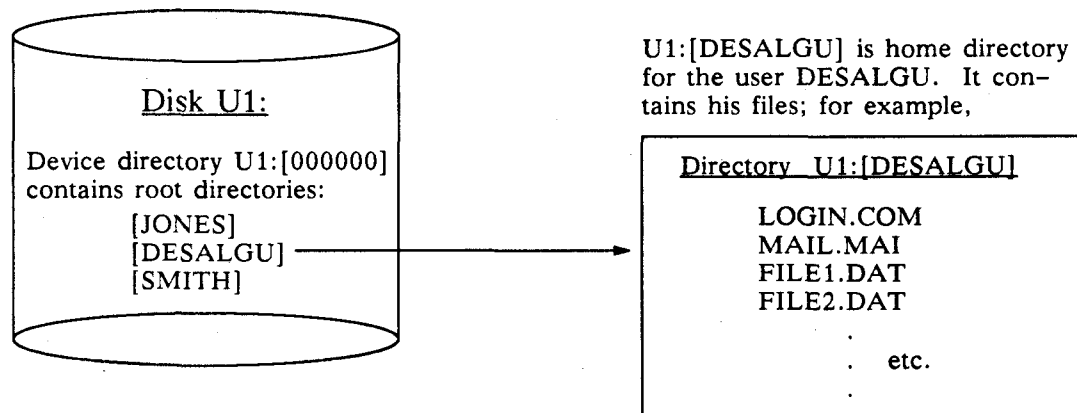 Disk U1:
Device directory U1:[000000]
contains root directories:
[JONES]
[DESALGU]
[SMITH]
U1:[DESALGU] is home directory
for the user DESALGU. It con-
tains his files; for example,
Directory U1:[DESALGU]
LOGIN.COM
MAIL.MAI
FILE1.DAT
FILE2.DAT
.
. etc.
.